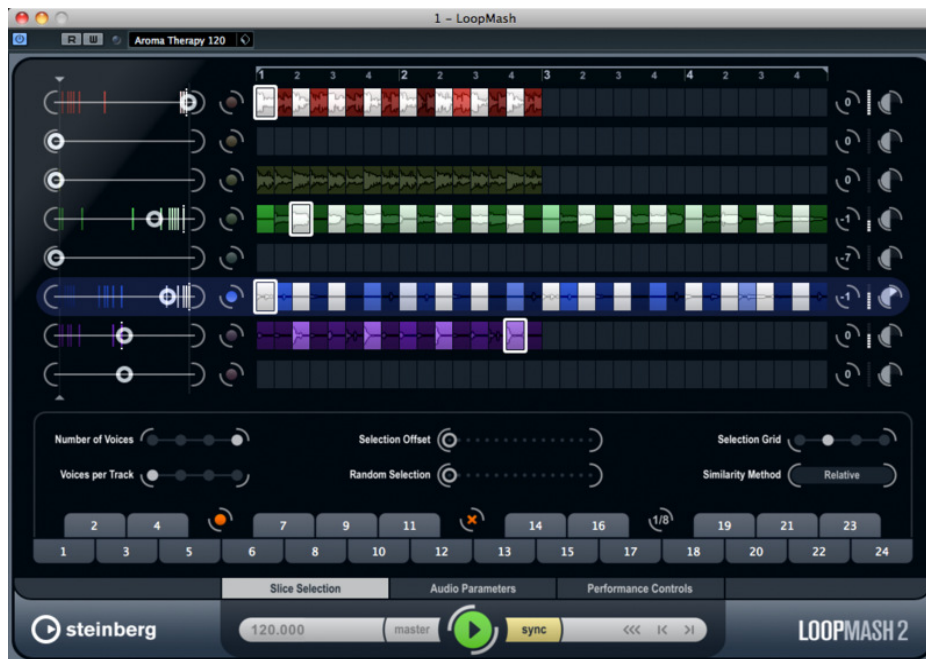 1 – LoopMash
R W Aroma Therapy 120
1 2 3 4 2 2 3 4 3 2 3 4 4 2 3 4
0
0
0
-1
-7
-1
0
0
Number of Voices Selection Offset Selection Grid
Voices per Track Random Selection Similarity Method Relative
2 4 7 9 11 14 16 1/8 19 21 23
1 3 5 6 8 10 12 13 15 17 18 20 22 24
Slice Selection Audio Parameters Performance Controls
steinberg 120.000 master sync LOOPMASH 2